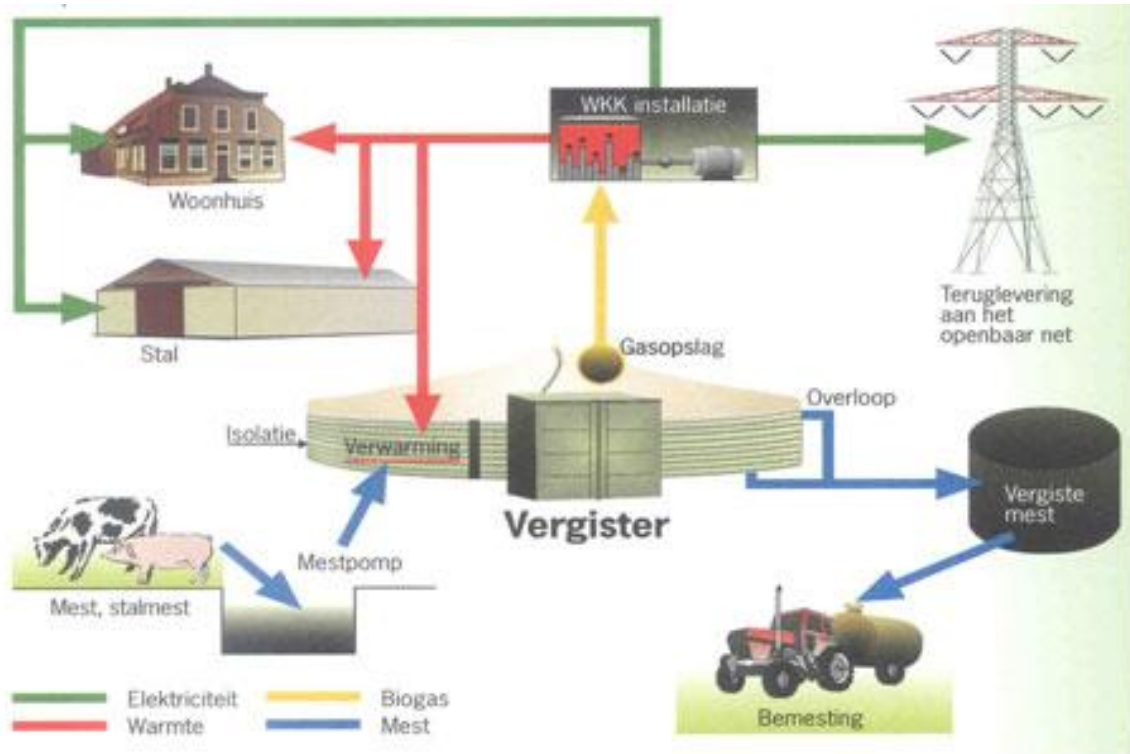 WKK installatie
Woonhuis
Teruglevering
aan het
openbaar net
Stal
Gasopslag
Overloop
Isolatie
Verwarming
Vergiste
mest
Vergister
Mestpomp
Mest, stalmest
Elektriciteit
Biogas
Warmte
Mest
Bemesting